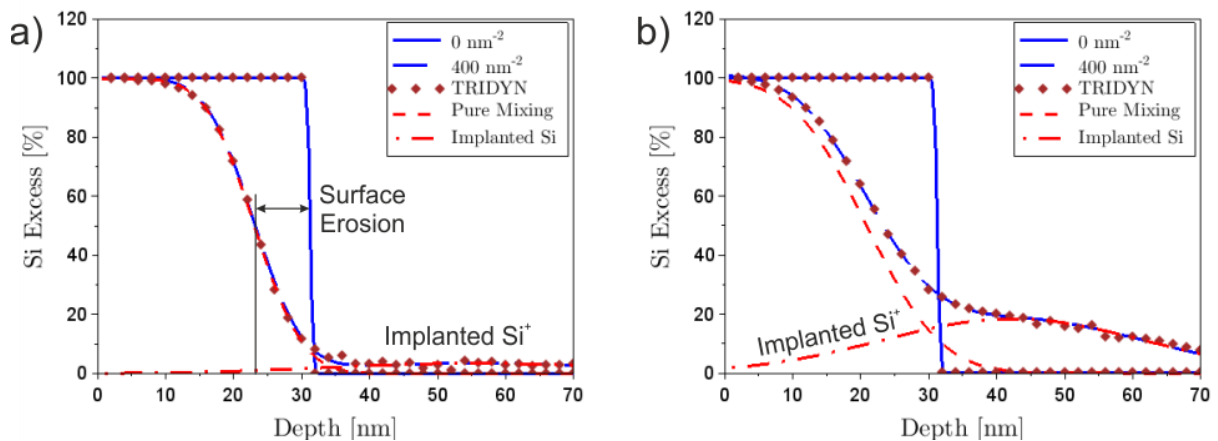 a)
120
100
80
60
40
20
0
Si Excess [%]
0 nm⁻²
400 nm⁻²
TRIDYN
Pure Mixing
Implanted Si
Surface
Erosion
Implanted Si⁺
0 10 20 30 40 50 60 70
Depth [nm]
b)
120
100
80
60
40
20
0
Si Excess [%]
0 nm⁻²
400 nm⁻²
TRIDYN
Pure Mixing
Implanted Si
Implanted Si⁺
0 10 20 30 40 50 60 70
Depth [nm]